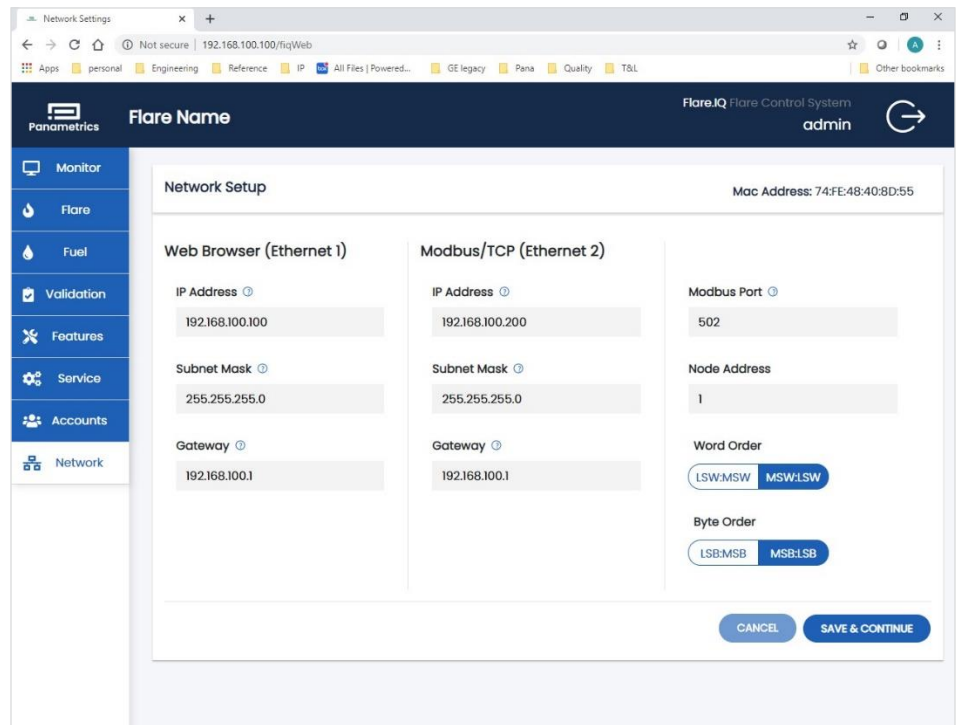 Network Settings
Not secure | 192.168.100.100/fiqWeb
Apps personal Engineering Reference IP All Files | Powered... GE legacy Pana Quality T&L Other bookmarks
Panametrics
Flare Name
Flare.IQ Flare Control System
admin
Monitor
Flare
Fuel
Validation
Features
Service
Accounts
Network
Network Setup
Mac Address: 74:FE:48:40:8D:55
Web Browser (Ethernet 1)
IP Address
192.168.100.100
Subnet Mask
255.255.255.0
Gateway
192.168.100.1
Modbus/TCP (Ethernet 2)
IP Address
192.168.100.200
Subnet Mask
255.255.255.0
Gateway
192.168.100.1
Modbus Port
502
Node Address
1
Word Order
LSW:MSW MSW:LSW
Byte Order
LSB:MSB MSB:LSB
CANCEL SAVE & CONTINUE